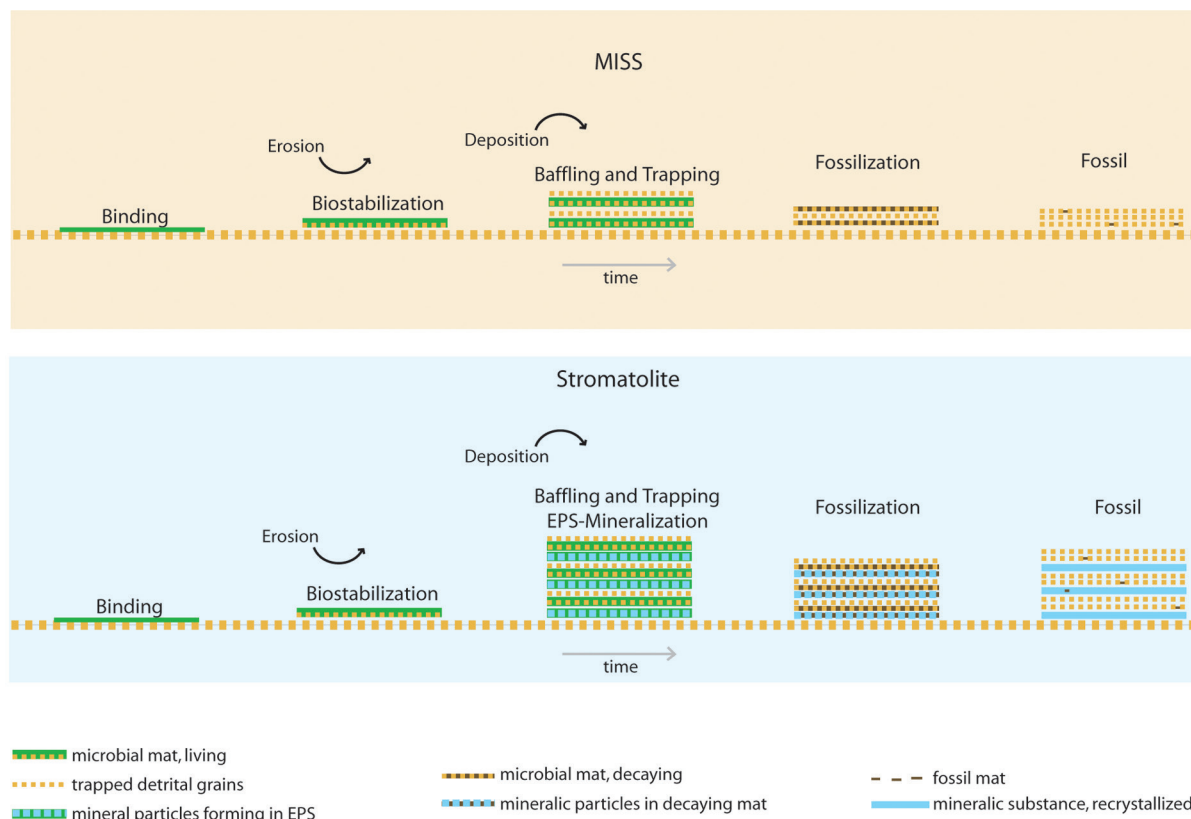 MISS
Deposition
Erosion
Baffling and Trapping
Fossilization
Fossil
Biostabilization
Binding
time
Stromatolite
Deposition
Baffling and Trapping
EPS-Mineralization
Fossilization
Fossil
Erosion
Biostabilization
Binding
time
microbial mat, living
trapped detrital grains
mineral particles forming in EPS
microbial mat, decaying
mineralic particles in decaying mat
fossil mat
mineralic substance, recrystallized